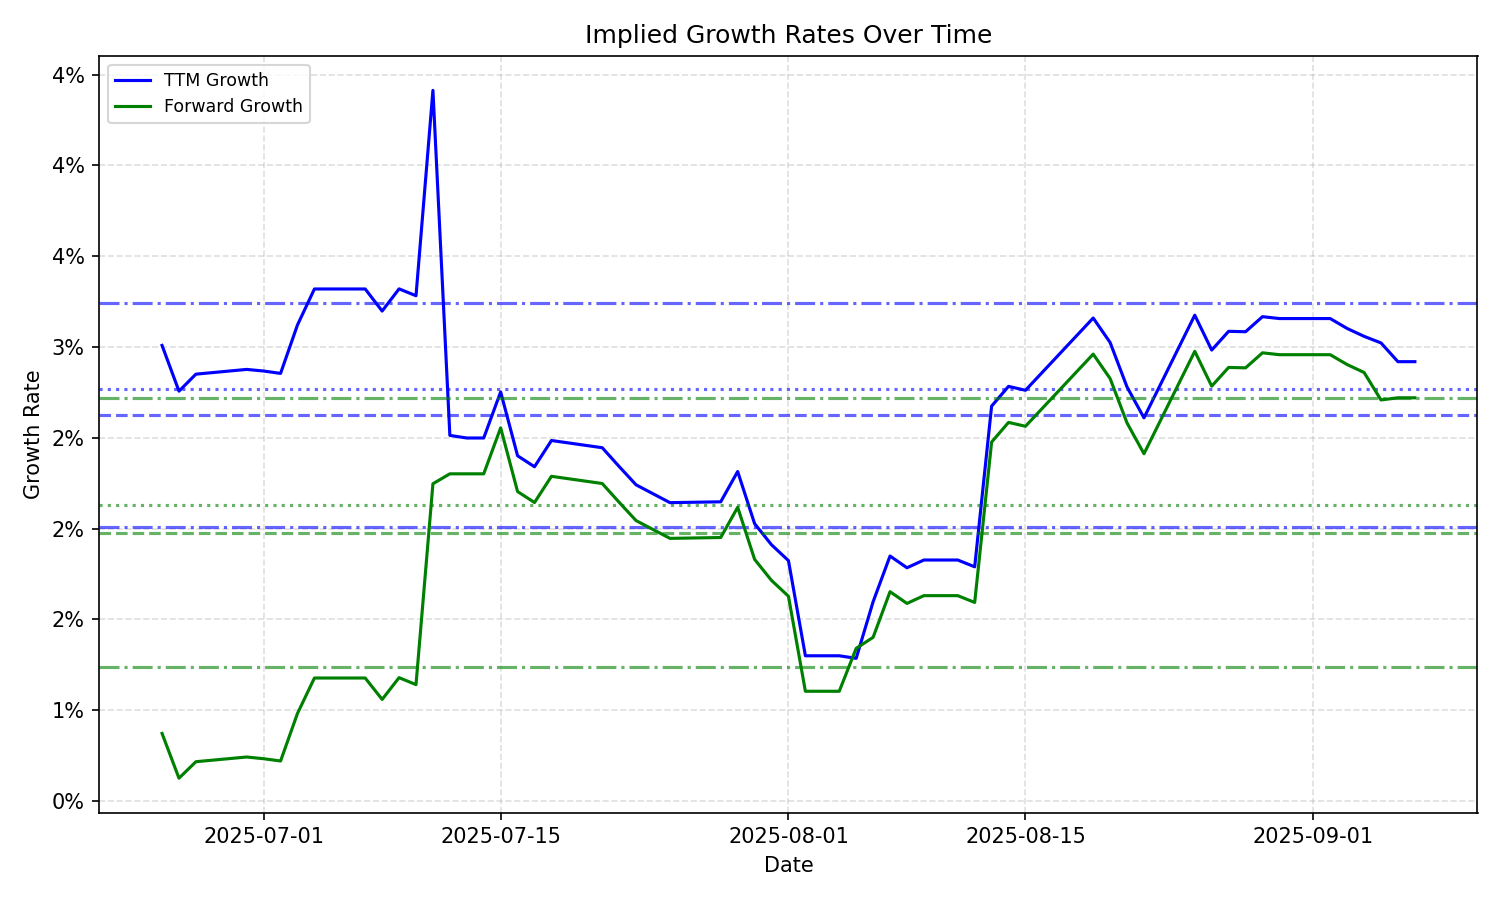 Implied Growth Rates Over Time
TTM Growth
Forward Growth
4%
4%
4%
3%
2%
2%
2%
1%
0%
Growth Rate
2025-07-01
2025-07-15
2025-08-01
2025-08-15
2025-09-01
Date